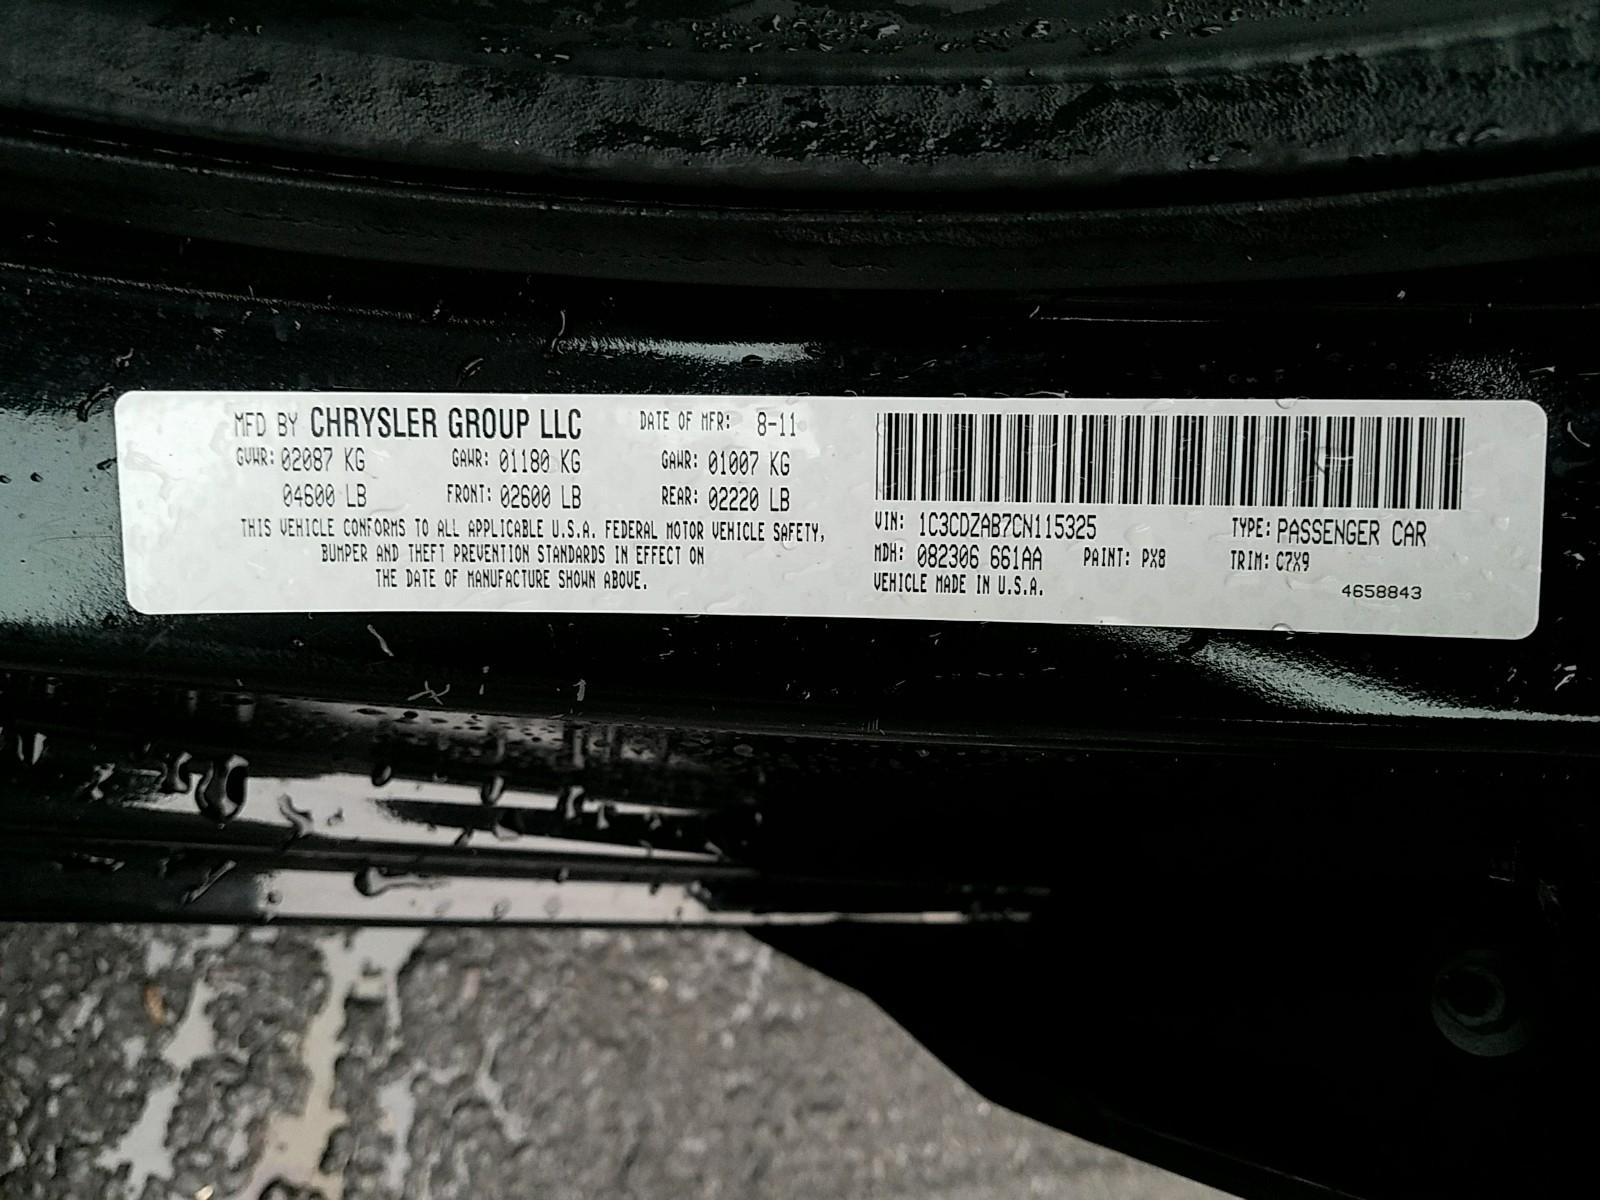 MFD BY CHRYSLER GROUP LLC DATE OF MFR: 8-11
GVWR: 02087 KG GAWR: 01180 KG GAWR: 01007 KG
04600 LB FRONT: 02600 LB REAR: 02220 LB
THIS VEHICLE CONFORMS TO ALL APPLICABLE U.S.A. FEDERAL MOTOR VEHICLE SAFETY,
BUMPER AND THEFT PREVENTION STANDARDS IN EFFECT ON
THE DATE OF MANUFACTURE SHOWN ABOVE.
VIN: 1C3CDZAB7CN115325 TYPE: PASSENGER CAR
MDH: 082306 661AA PAINT: PX8 TRIM: C7X9
VEHICLE MADE IN U.S.A. 4658843